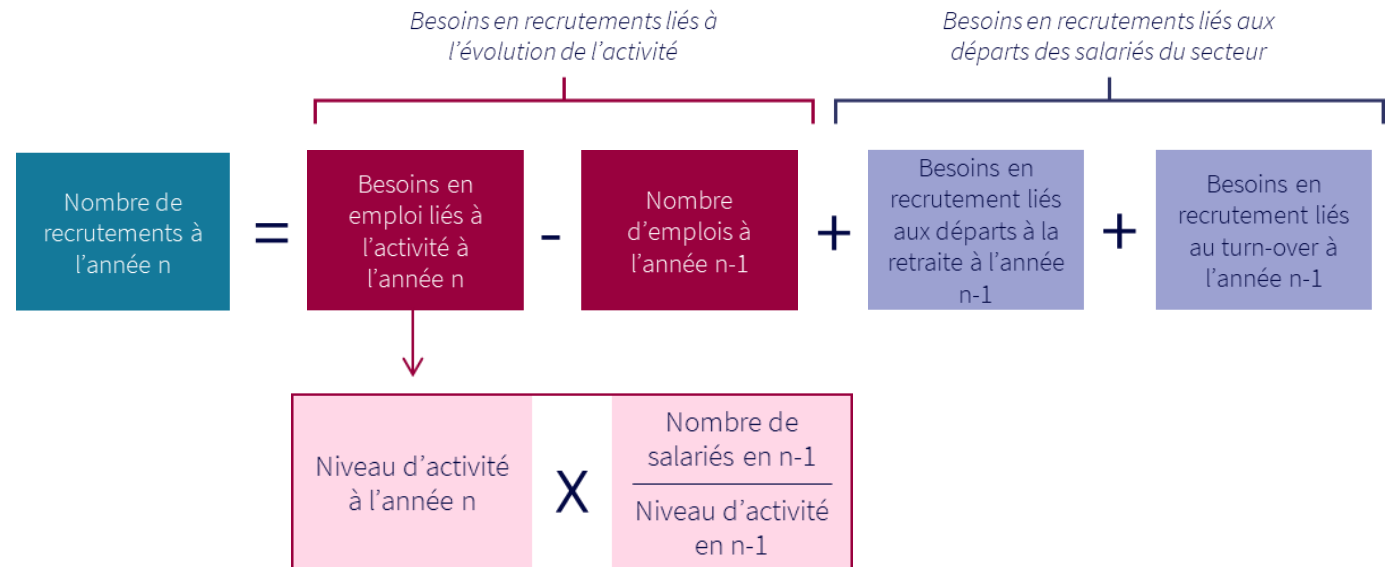 Besoins en recrutements liés à
l’évolution de l’activité
Besoins en recrutements liés aux
départs des salariés du secteur
Nombre de
recrutements à
l’année n
=
Besoins en
emploi liés à
l’activité à
l’année n
-
Nombre
d’emplois à
l’année n-1
+
Besoins en
recrutement liés
aux départs à la
retraite à l’année
n-1
+
Besoins en
recrutement liés
au turn-over à
l’année n-1
Niveau d’activité
à l’année n
X
Nombre de
salariés en n-1
Niveau d’activité
en n-1